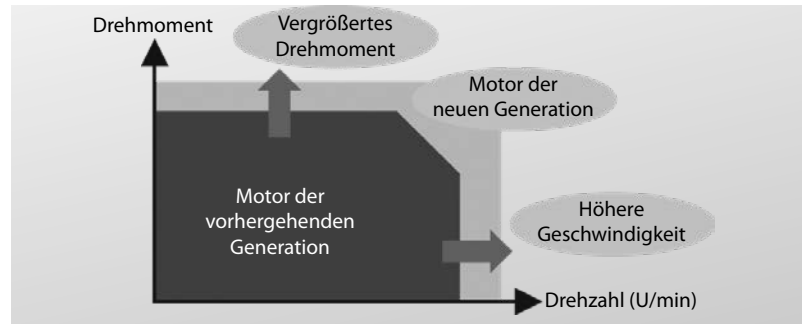 Drehmoment
Vergrößertes
Drehmoment
Motor der
neuen Generation
Motor der
vorhergehenden
Generation
Höhere
Geschwindigkeit
Drehzahl (U/min)